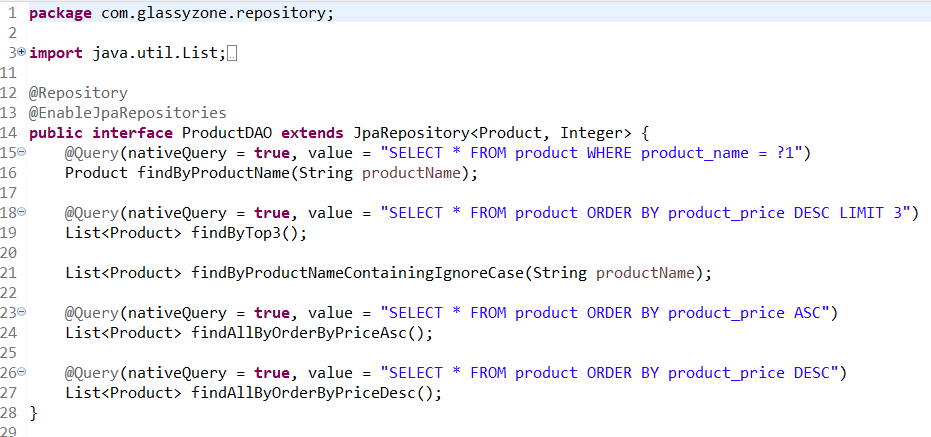 1 package com.glassyzone.repository;
2
3 import java.util.List;
11
12 @Repository
13 @EnableJpaRepositories
14 public interface ProductDAO extends JpaRepository<Product, Integer> {
15 @Query(nativeQuery = true, value = "SELECT * FROM product WHERE product_name = ?1")
16 Product findByProductName(String productName);
17
18 @Query(nativeQuery = true, value = "SELECT * FROM product ORDER BY product_price DESC LIMIT 3")
19 List<Product> findByTop3();
20
21 List<Product> findByProductNameContainingIgnoreCase(String productName);
22
23 @Query(nativeQuery = true, value = "SELECT * FROM product ORDER BY product_price ASC")
24 List<Product> findAllByOrderByPriceAsc();
25
26 @Query(nativeQuery = true, value = "SELECT * FROM product ORDER BY product_price DESC")
27 List<Product> findAllByOrderByPriceDesc();
28 }
29